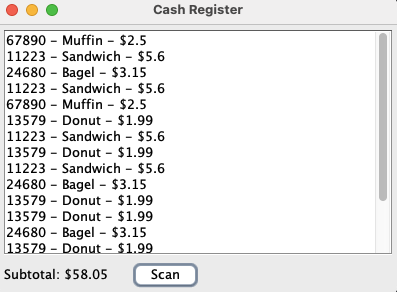 Cash Register
67890 – Muffin – $2.5
11223 – Sandwich – $5.6
24680 – Bagel – $3.15
11223 – Sandwich – $5.6
67890 – Muffin – $2.5
13579 – Donut – $1.99
11223 – Sandwich – $5.6
13579 – Donut – $1.99
11223 – Sandwich – $5.6
24680 – Bagel – $3.15
13579 – Donut – $1.99
13579 – Donut – $1.99
24680 – Bagel – $3.15
13579 – Donut – $1.99
Subtotal: $58.05 Scan